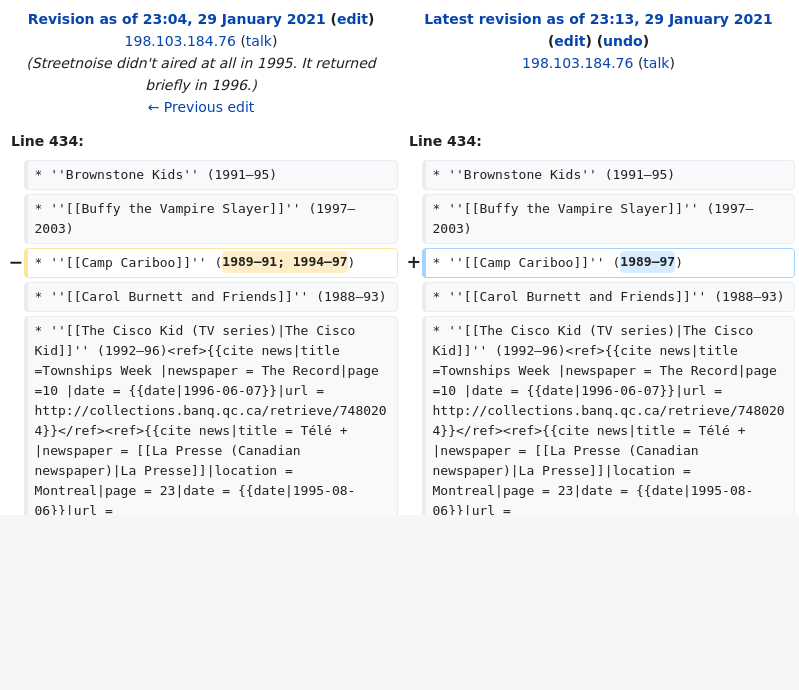 Revision as of 23:04, 29 January 2021 (edit)
198.103.184.76 (talk)
(Streetnoise didn't aired at all in 1995. It returned
briefly in 1996.)
← Previous edit
Latest revision as of 23:13, 29 January 2021
(edit) (undo)
198.103.184.76 (talk)
Line 434:
Line 434:
* ''Brownstone Kids'' (1991–95)
* ''Brownstone Kids'' (1991–95)
* ''[[Buffy the Vampire Slayer]]'' (1997–
2003)
* ''[[Buffy the Vampire Slayer]]'' (1997–
2003)
− * ''[[Camp Cariboo]]'' (1989–91; 1994–97)
+ * ''[[Camp Cariboo]]'' (1989–97)
* ''[[Carol Burnett and Friends]]'' (1988–93)
* ''[[Carol Burnett and Friends]]'' (1988–93)
* ''[[The Cisco Kid (TV series)|The Cisco
Kid]]'' (1992–96)<ref>{{cite news|title
=Townships Week |newspaper = The Record|page
=10 |date = {{date|1996-06-07}}|url =
http://collections.banq.qc.ca/retrieve/748020
4}}</ref><ref>{{cite news|title = Télé +
|newspaper = [[La Presse (Canadian
newspaper)|La Presse]]|location =
Montreal|page = 23|date = {{date|1995-08-
06}}|url =
* ''[[The Cisco Kid (TV series)|The Cisco
Kid]]'' (1992–96)<ref>{{cite news|title
=Townships Week |newspaper = The Record|page
=10 |date = {{date|1996-06-07}}|url =
http://collections.banq.qc.ca/retrieve/748020
4}}</ref><ref>{{cite news|title = Télé +
|newspaper = [[La Presse (Canadian
newspaper)|La Presse]]|location =
Montreal|page = 23|date = {{date|1995-08-
06}}|url =